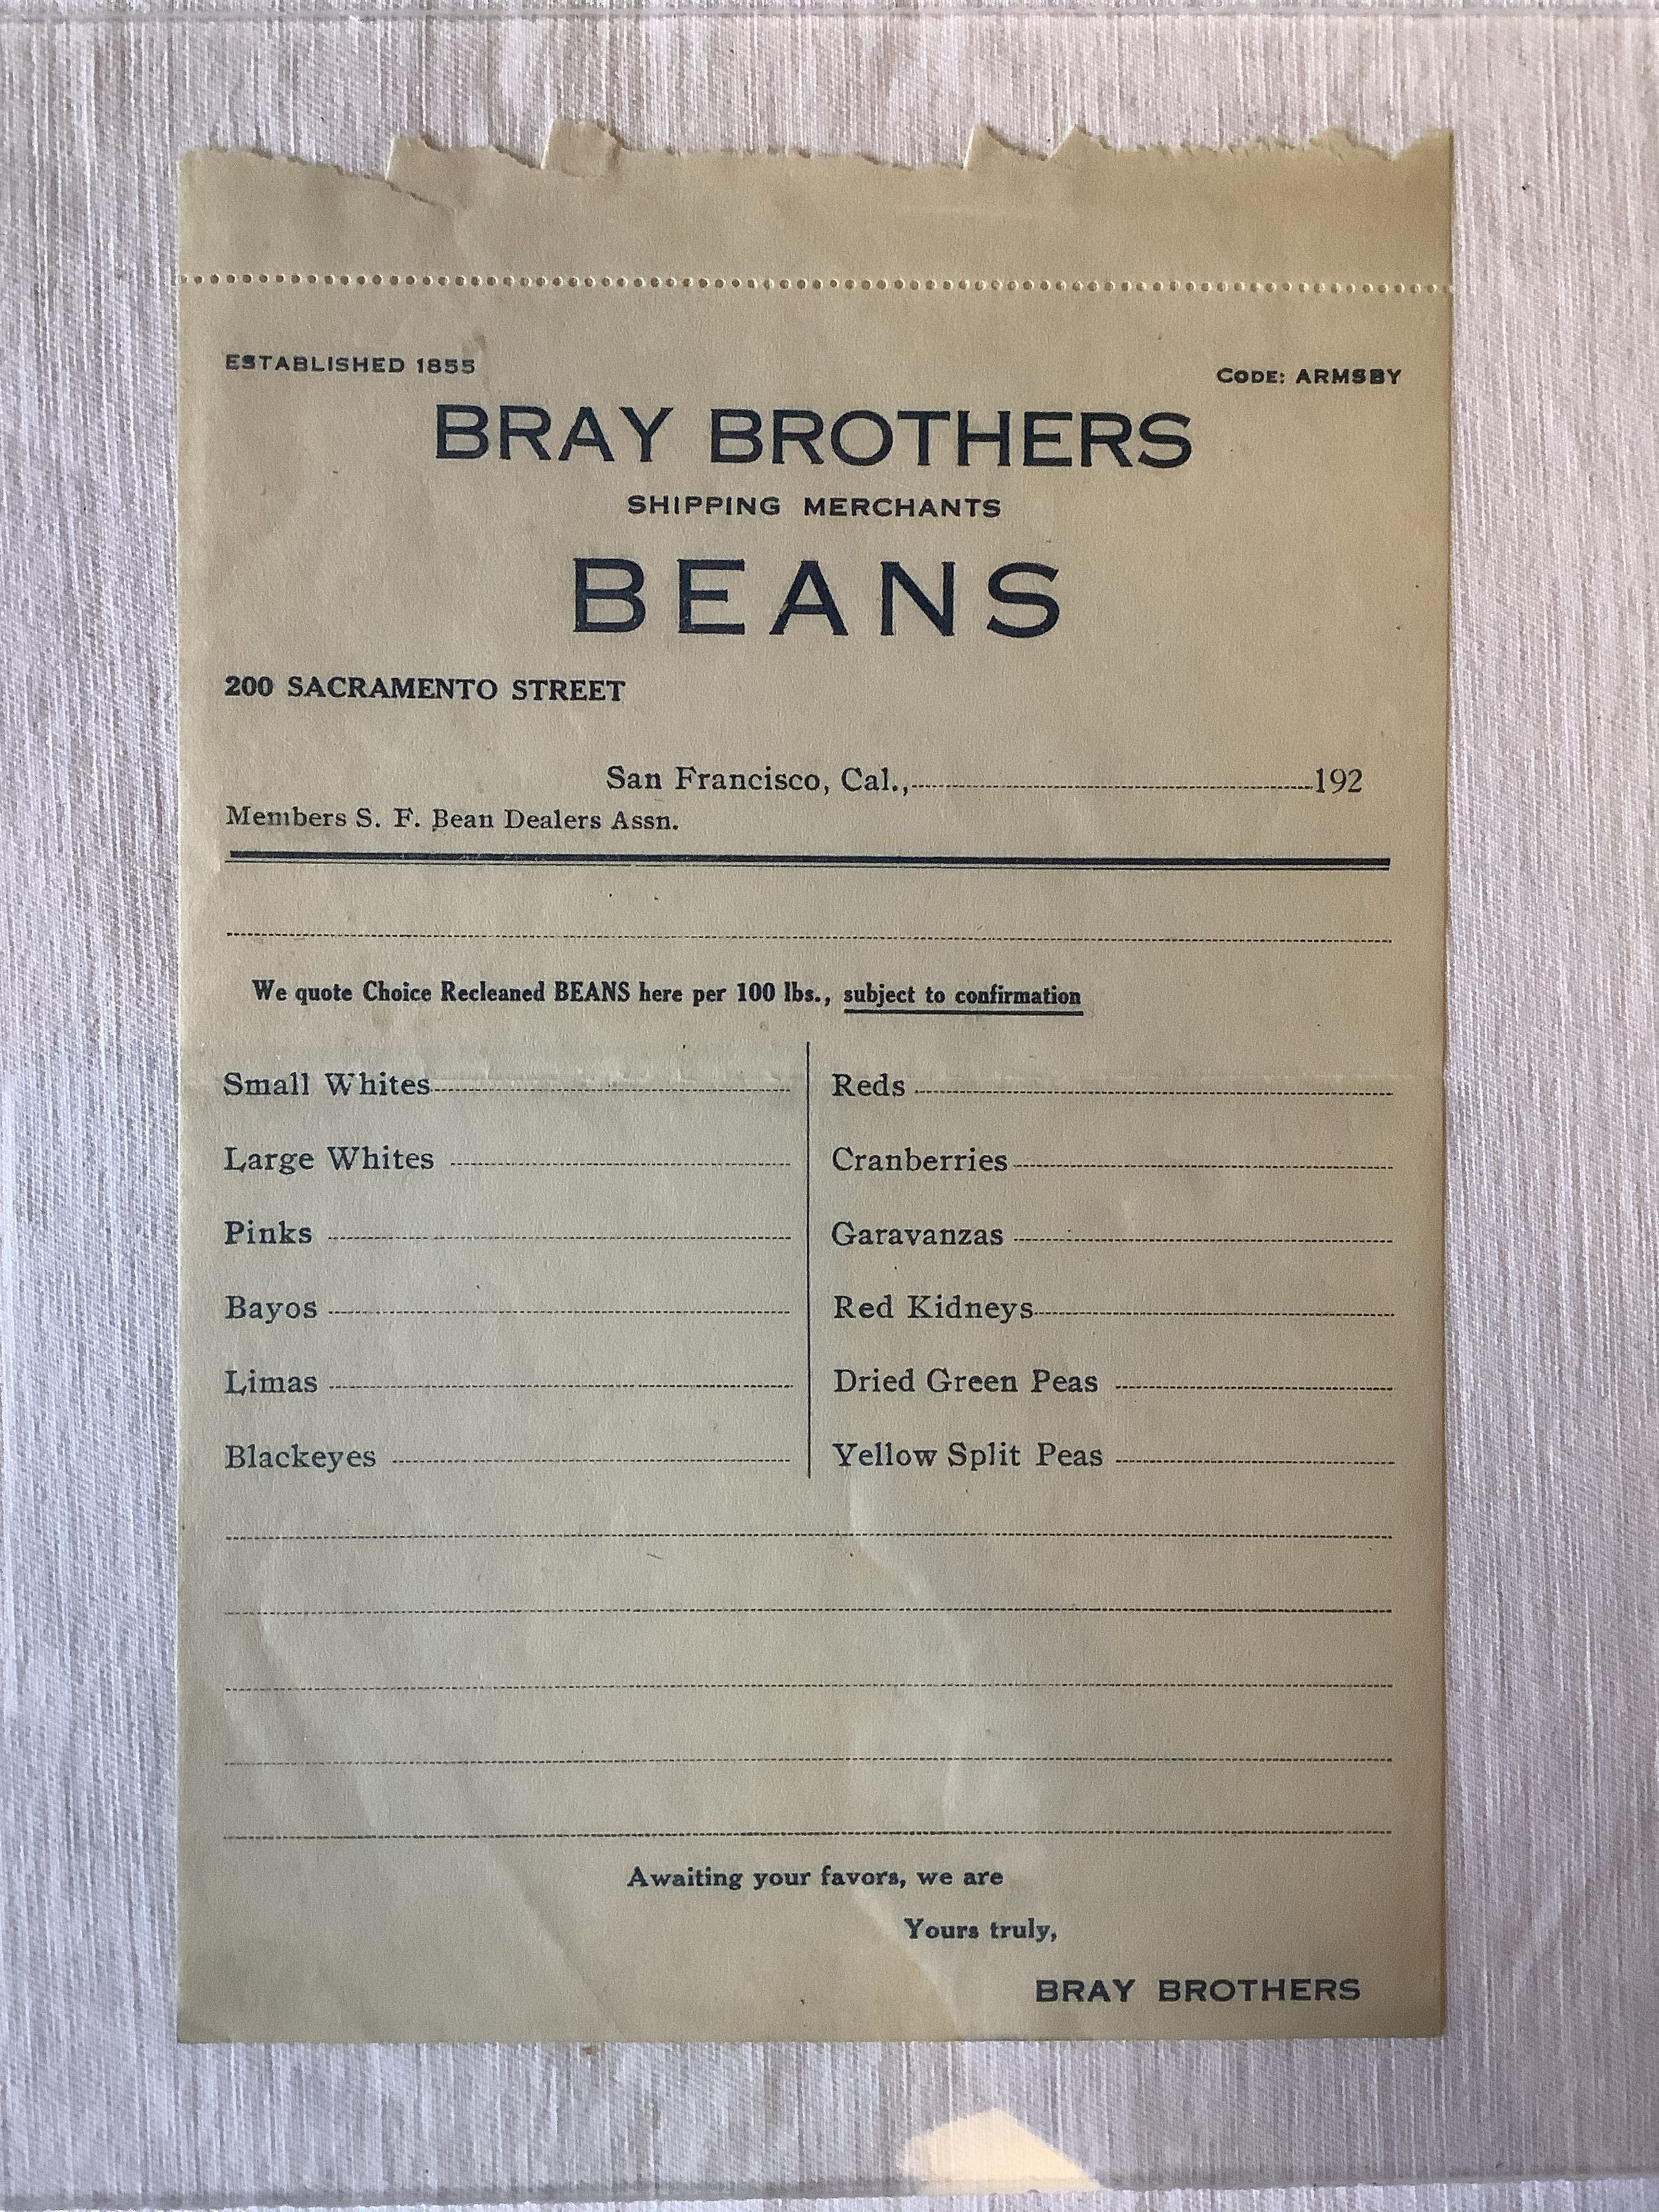 ESTABLISHED 1855
CODE: ARMSBY
BRAY BROTHERS
SHIPPING MERCHANTS
BEANS
200 SACRAMENTO STREET
San Francisco, Cal.,192
Members S. F. Bean Dealers Assn.
We quote Choice Recleaned BEANS here per 100 lbs., subject to confirmation
Small Whites
Large Whites
Pinks
Bayos
Limas
Blackeyes
Reds
Cranberries
Garavanzas
Red Kidneys
Dried Green Peas
Yellow Split Peas
Awaiting your favors, we are
Yours truly,
BRAY BROTHERS